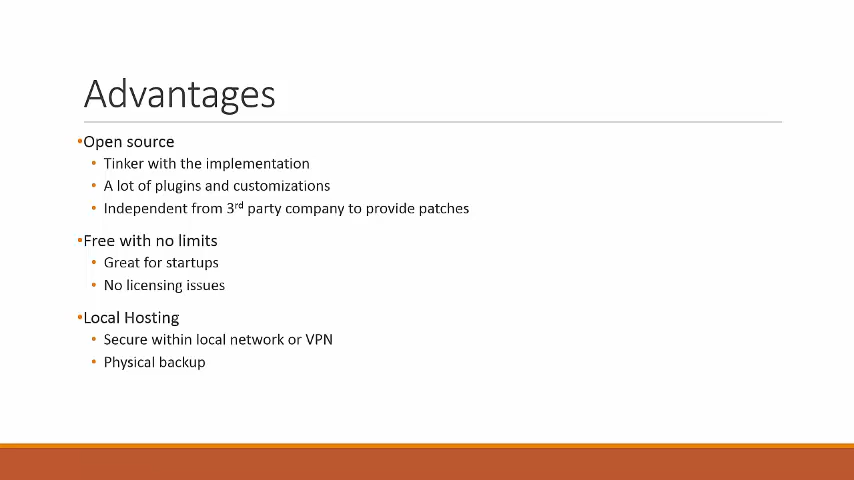 Advantages
•Open source
• Tinker with the implementation
• A lot of plugins and customizations
• Independent from 3rd party company to provide patches
•Free with no limits
• Great for startups
• No licensing issues
•Local Hosting
• Secure within local network or VPN
• Physical backup